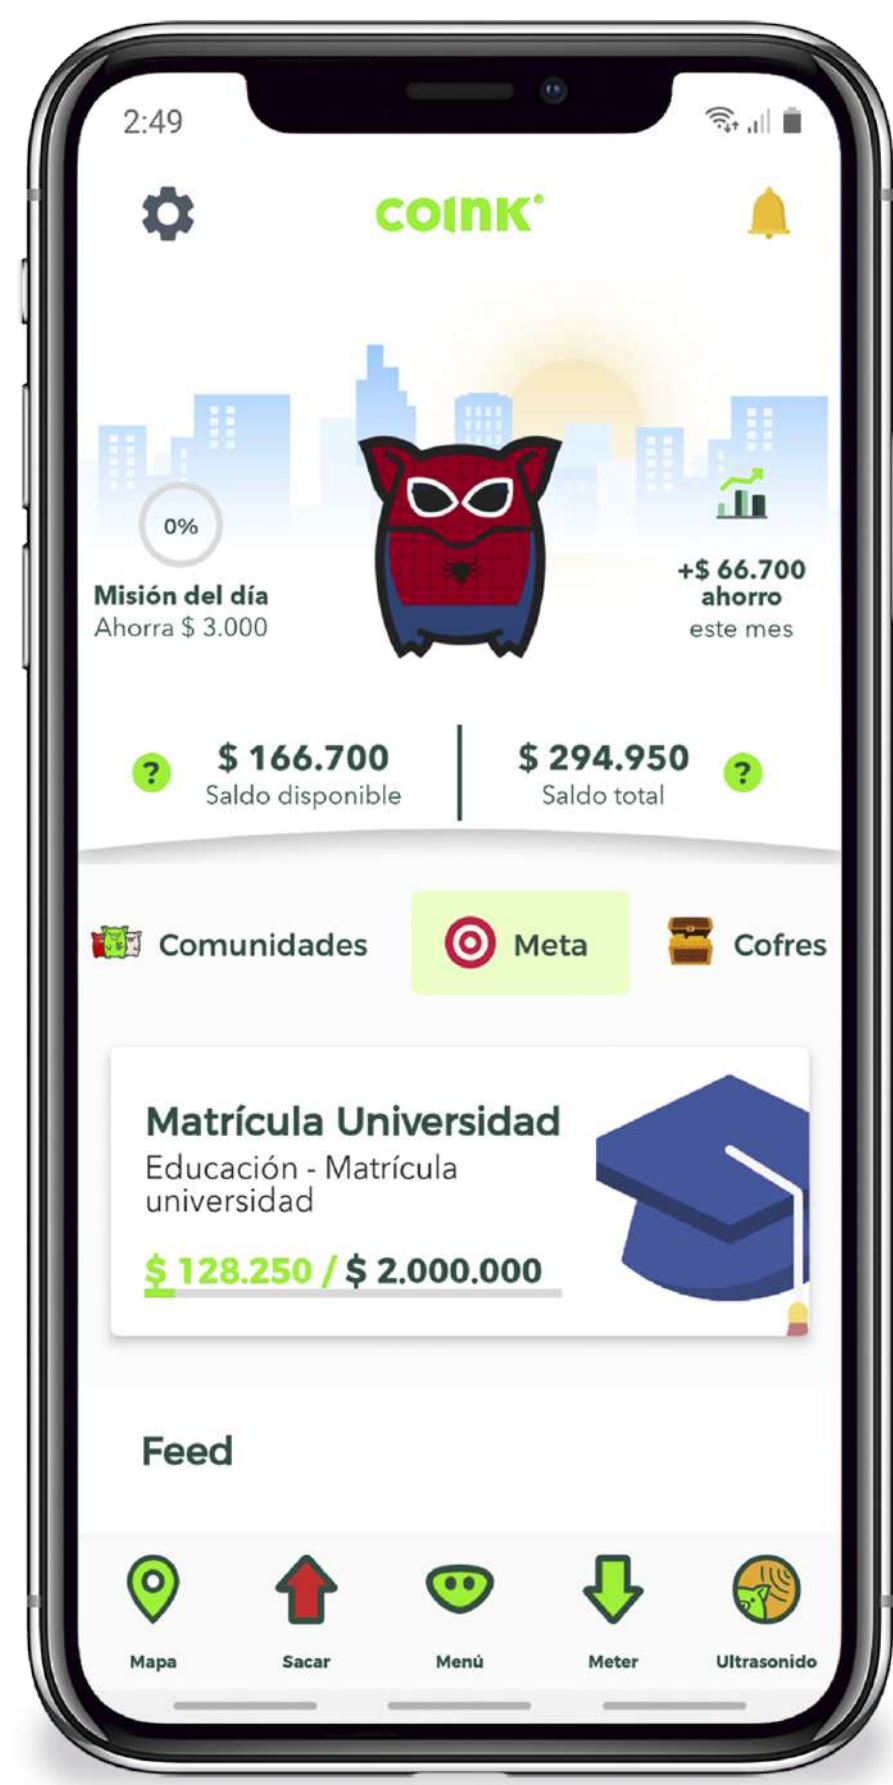 2:49
coink
0%
Misión del día
Ahorra $ 3.000
+$ 66.700
ahorro
este mes
? $ 166.700
Saldo disponible
$ 294.950 ?
Saldo total
Comunidades
Meta
Cofres
Matrícula Universidad
Educación - Matrícula
universidad
$ 128.250 / $ 2.000.000
Feed
Mapa
Sacar
Menú
Meter
Ultrasonido